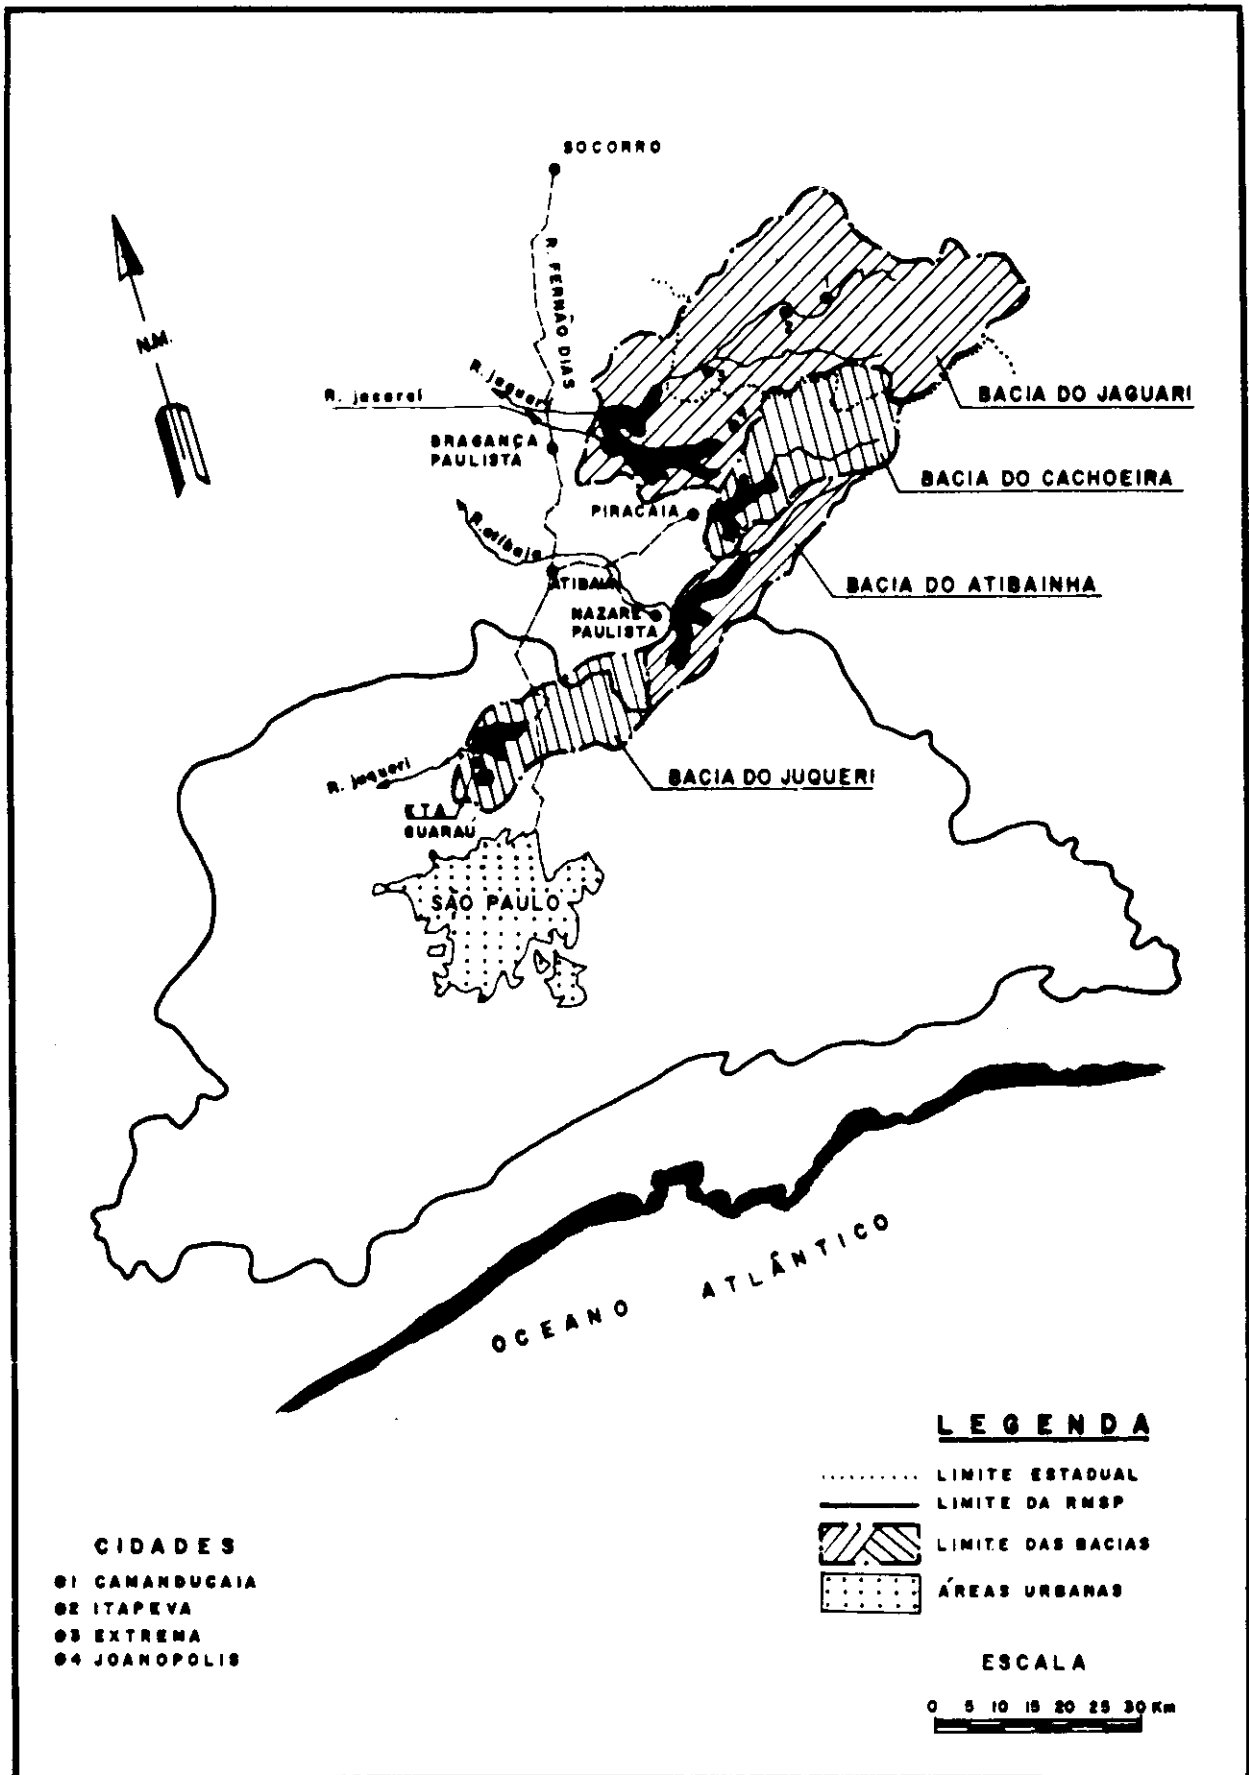 SOCORRO
R. FERNÃO DIAS
N.M.
R. jaguari
R. jacareí
BACIA DO JAGUARI
BRAGANÇA
PAULISTA
BACIA DO CACHOEIRA
PIRACAIA
R. atibaia
ATIBAIA
BACIA DO ATIBAINHA
NAZARÉ
PAULISTA
R. juqueri
BACIA DO JUQUERI
ETA
GUARAÚ
SÃO PAULO
OCEANO ATLÂNTICO
LEGENDA
LIMITE ESTADUAL
LIMITE DA RMSP
LIMITE DAS BACIAS
ÁREAS URBANAS
CIDADES
01 CAMANDUCAIA
02 ITAPEVA
03 EXTREMA
04 JOANOPOLIS
ESCALA
0 5 10 15 20 25 30 Km